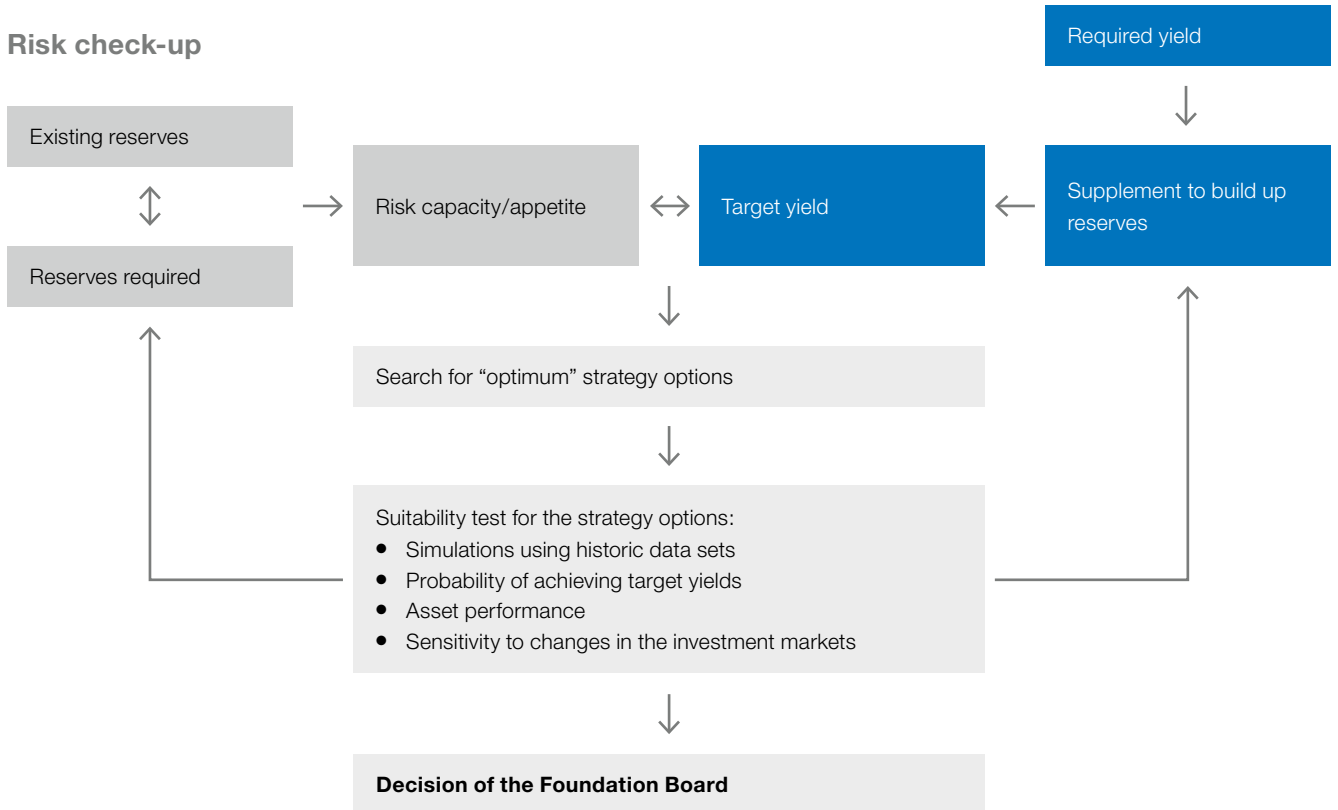 Risk check-up
Required yield
Existing reserves
Reserves required
Risk capacity/appetite
Target yield
Supplement to build up
reserves
Search for “optimum” strategy options
Suitability test for the strategy options:
● Simulations using historic data sets
● Probability of achieving target yields
● Asset performance
● Sensitivity to changes in the investment markets
Decision of the Foundation Board